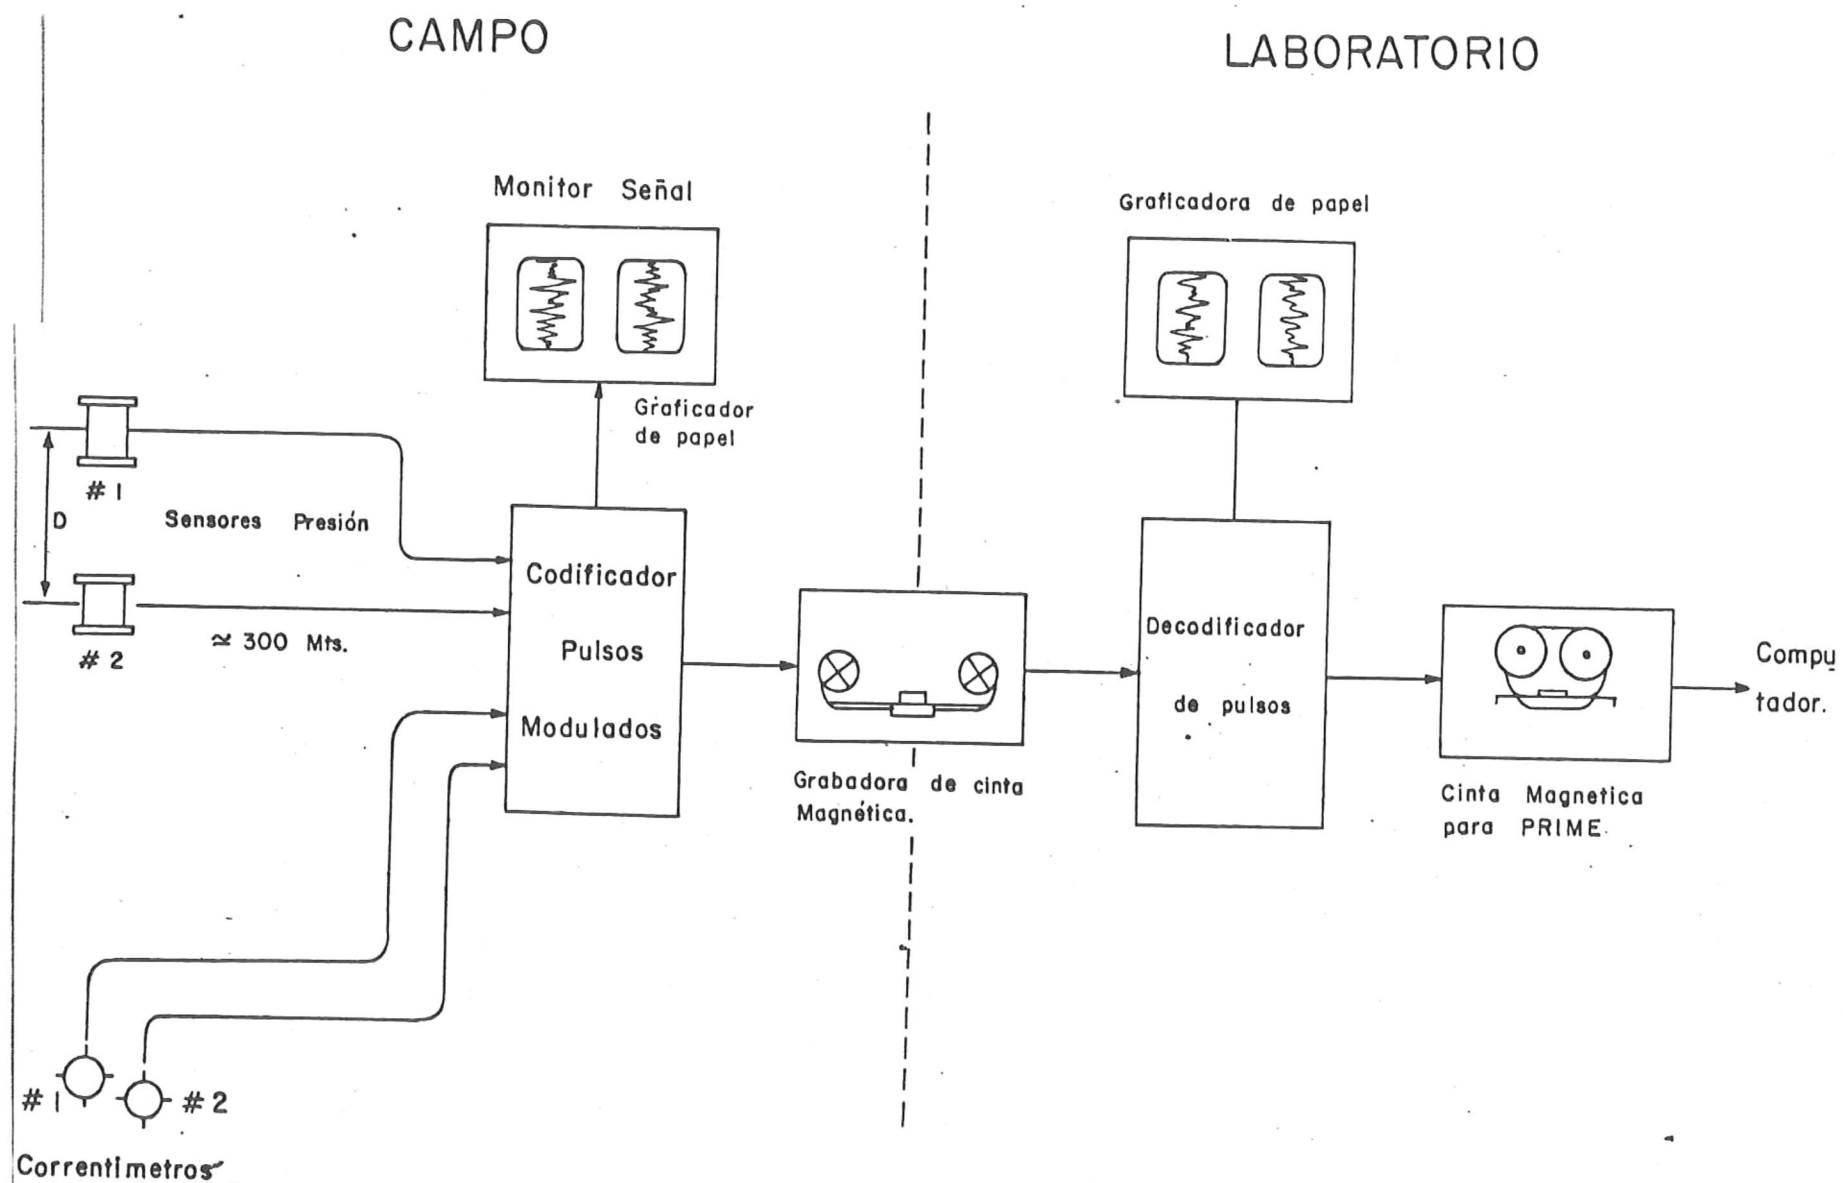 CAMPO
LABORATORIO
Monitor Señal
Graficadora de papel
Graficador
de papel
# 1
D
Sensores Presión
# 2
≃ 300 Mts.
Codificador
Pulsos
Modulados
Grabadora de cinta
Magnética.
Decodificador
de pulsos
Cinta Magnetica
para PRIME.
Compu
tador.
# 1
# 2
Correntimetros